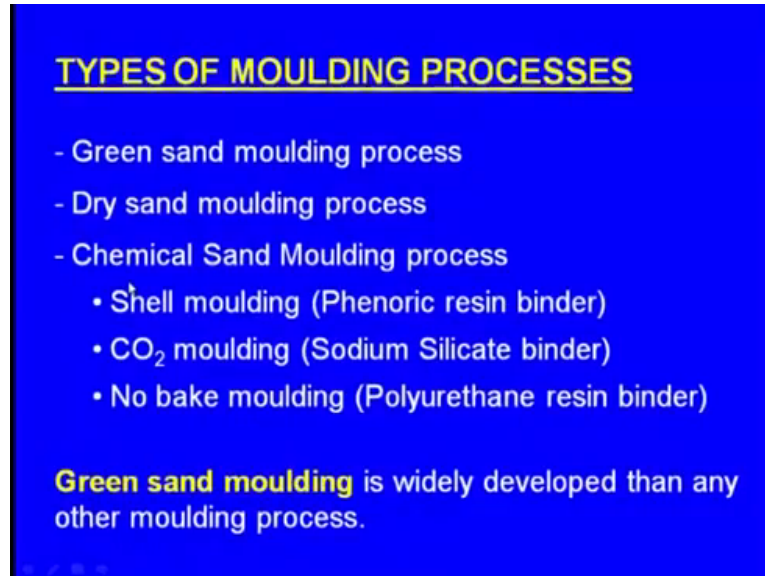 TYPES OF MOULDING PROCESSES
- Green sand moulding process
- Dry sand moulding process
- Chemical Sand Moulding process
• Shell moulding (Phenoric resin binder)
• CO₂ moulding (Sodium Silicate binder)
• No bake moulding (Polyurethane resin binder)
Green sand moulding is widely developed than any
other moulding process.